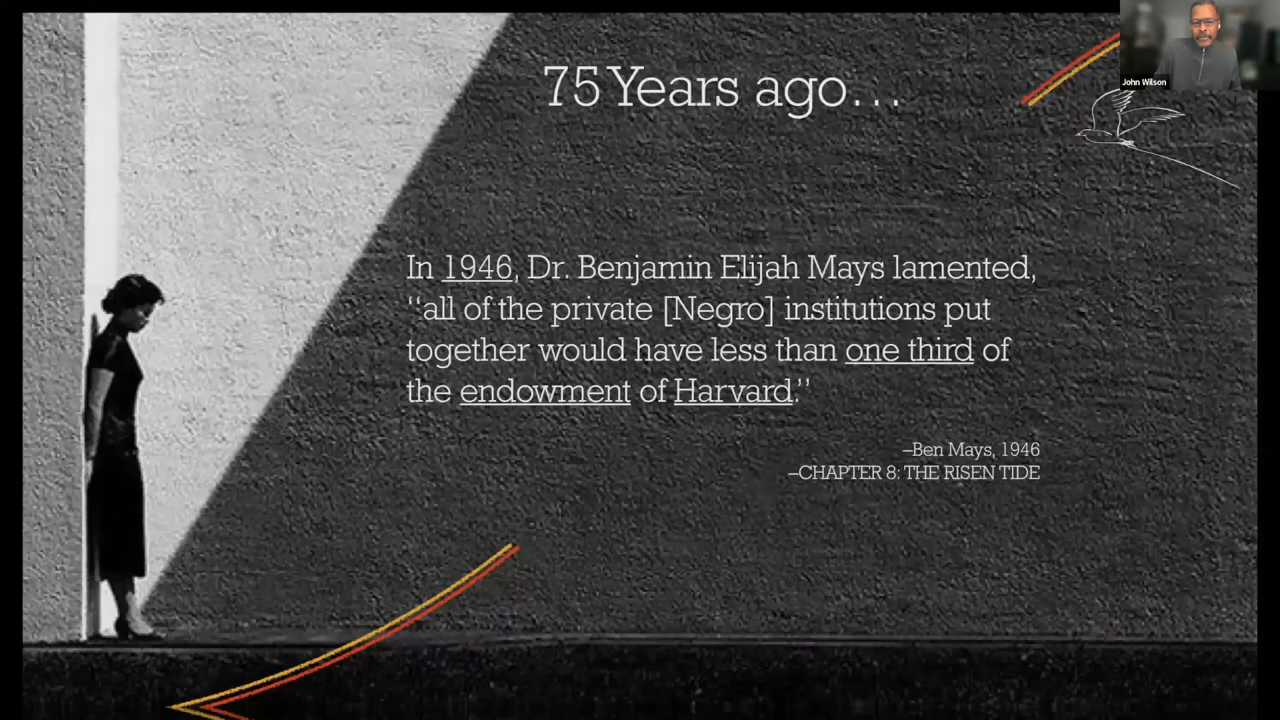 75 Years ago...
John Wilson
In 1946, Dr. Benjamin Elijah Mays lamented,
“all of the private [Negro] institutions put
together would have less than one third of
the endowment of Harvard.”
–Ben Mays, 1946
–CHAPTER 8: THE RISEN TIDE